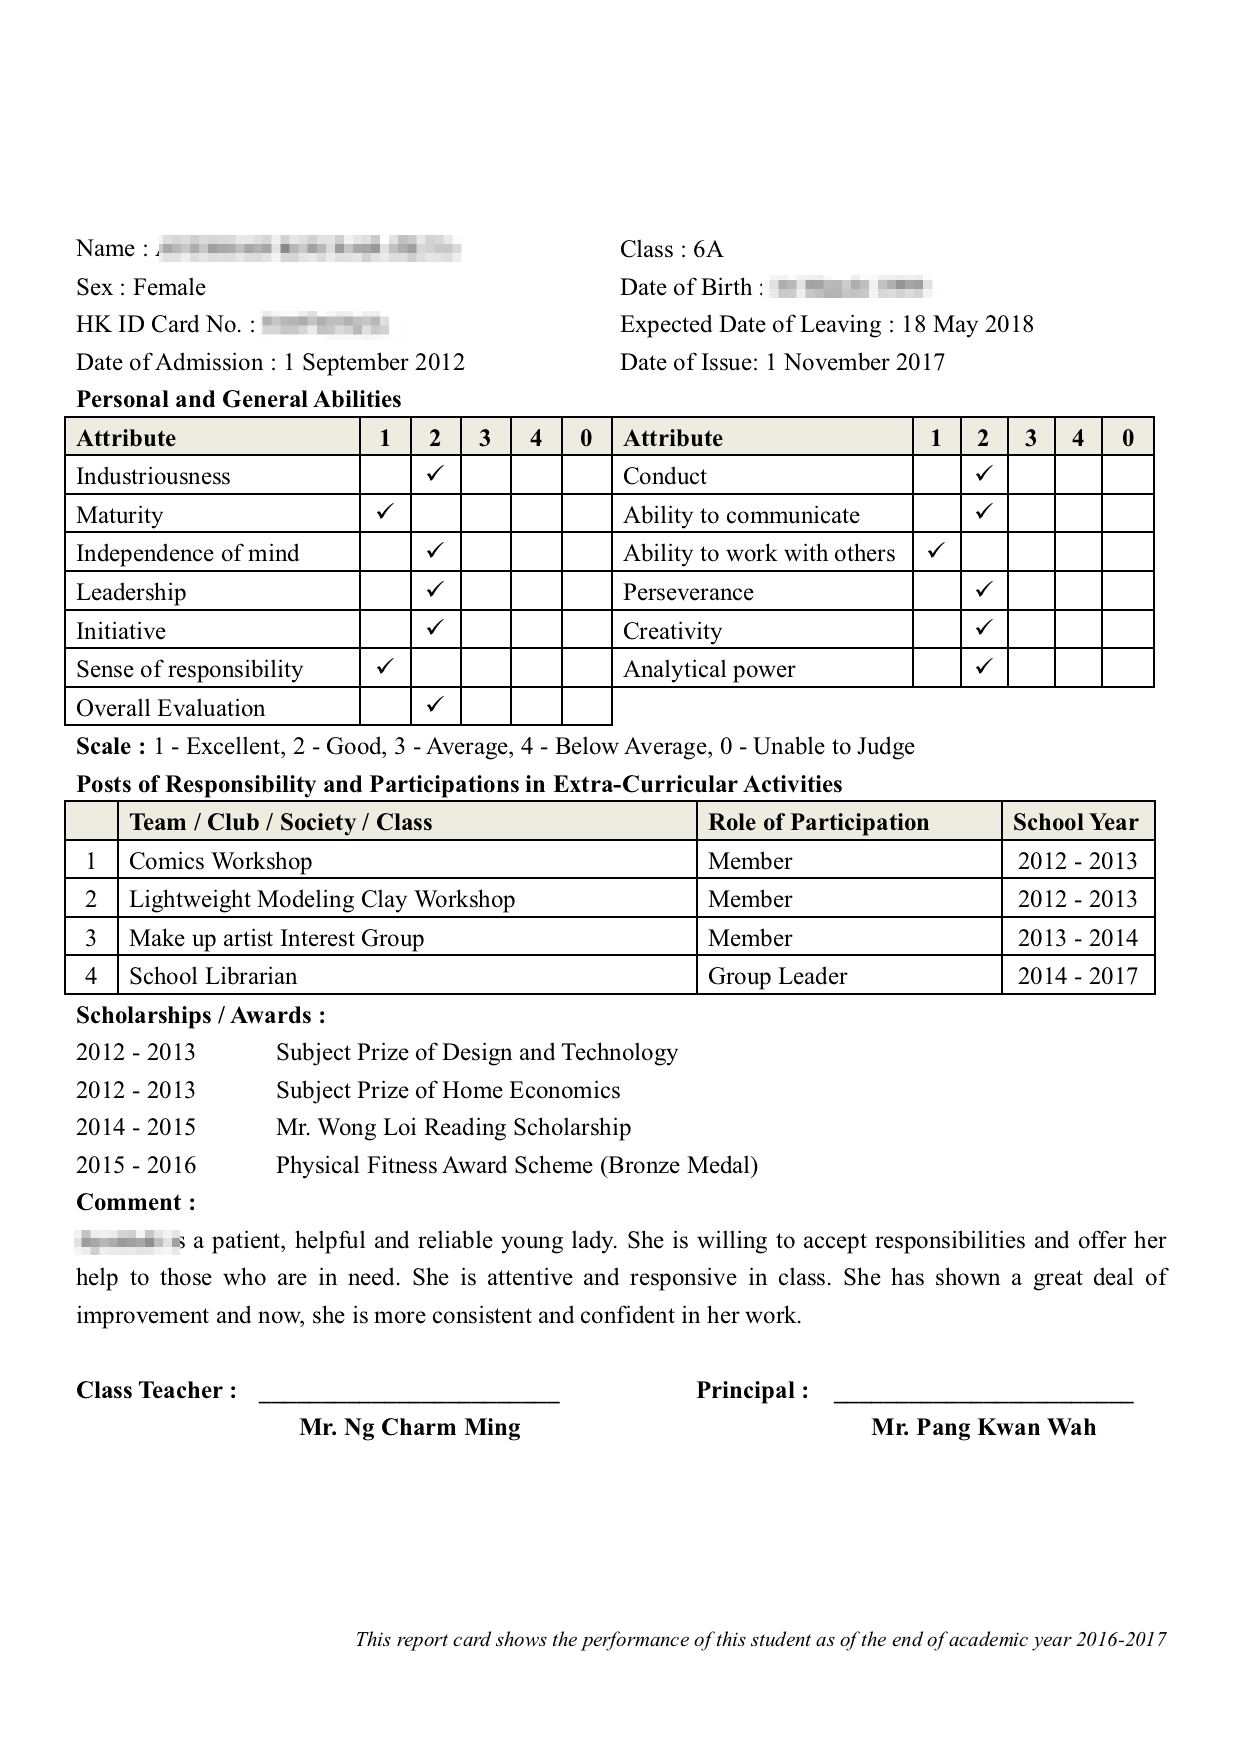 Name :
Class : 6A
Sex : Female
Date of Birth :
HK ID Card No. :
Expected Date of Leaving : 18 May 2018
Date of Admission : 1 September 2012
Date of Issue: 1 November 2017
Personal and General Abilities
Attribute 1 2 3 4 0 Attribute 1 2 3 4 0
Industriousness ✓ Conduct ✓
Maturity ✓ Ability to communicate ✓
Independence of mind ✓ Ability to work with others ✓
Leadership ✓ Perseverance ✓
Initiative ✓ Creativity ✓
Sense of responsibility ✓ Analytical power ✓
Overall Evaluation ✓
Scale : 1 - Excellent, 2 - Good, 3 - Average, 4 - Below Average, 0 - Unable to Judge
Posts of Responsibility and Participations in Extra-Curricular Activities
Team / Club / Society / Class Role of Participation School Year
1 Comics Workshop Member 2012 - 2013
2 Lightweight Modeling Clay Workshop Member 2012 - 2013
3 Make up artist Interest Group Member 2013 - 2014
4 School Librarian Group Leader 2014 - 2017
Scholarships / Awards :
2012 - 2013 Subject Prize of Design and Technology
2012 - 2013 Subject Prize of Home Economics
2014 - 2015 Mr. Wong Loi Reading Scholarship
2015 - 2016 Physical Fitness Award Scheme (Bronze Medal)
Comment :
a patient, helpful and reliable young lady. She is willing to accept responsibilities and offer her
help to those who are in need. She is attentive and responsive in class. She has shown a great deal of
improvement and now, she is more consistent and confident in her work.
Class Teacher : Principal :
Mr. Ng Charm Ming Mr. Pang Kwan Wah
This report card shows the performance of this student as of the end of academic year 2016-2017